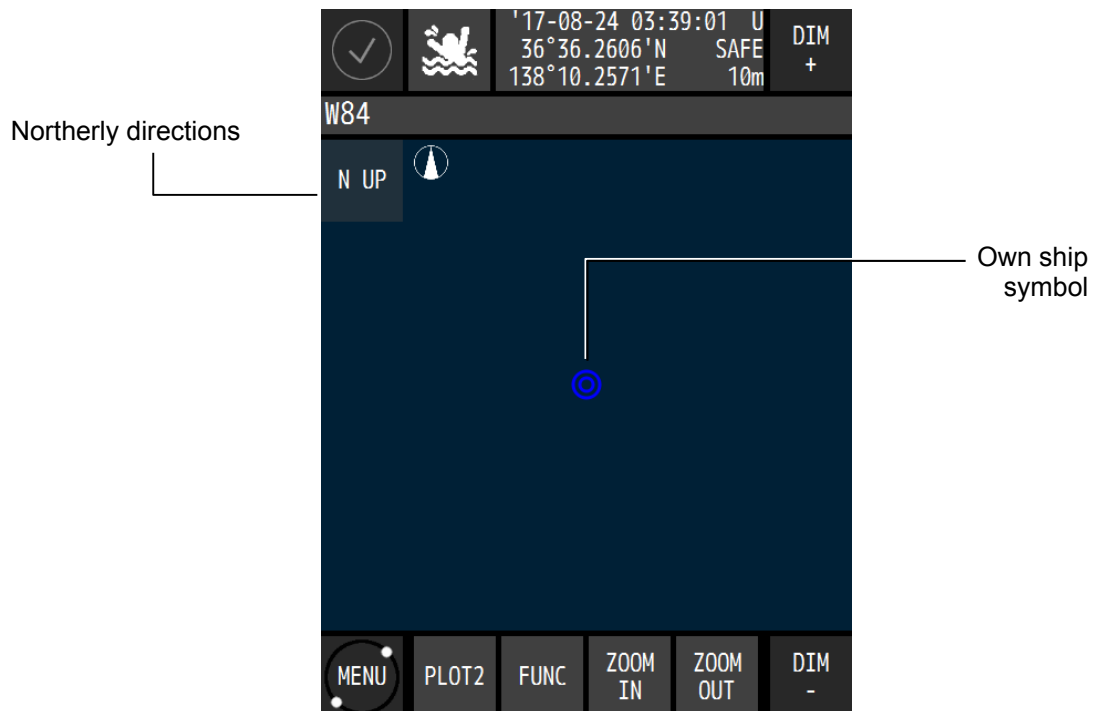 '17-08-24 03:39:01 U
36°36.2606'N SAFE
138°10.2571'E 10m
DIM
+
W84
Northerly directions
N UP
Own ship
symbol
MENU
PLOT2
FUNC
ZOOM
IN
ZOOM
OUT
DIM
-